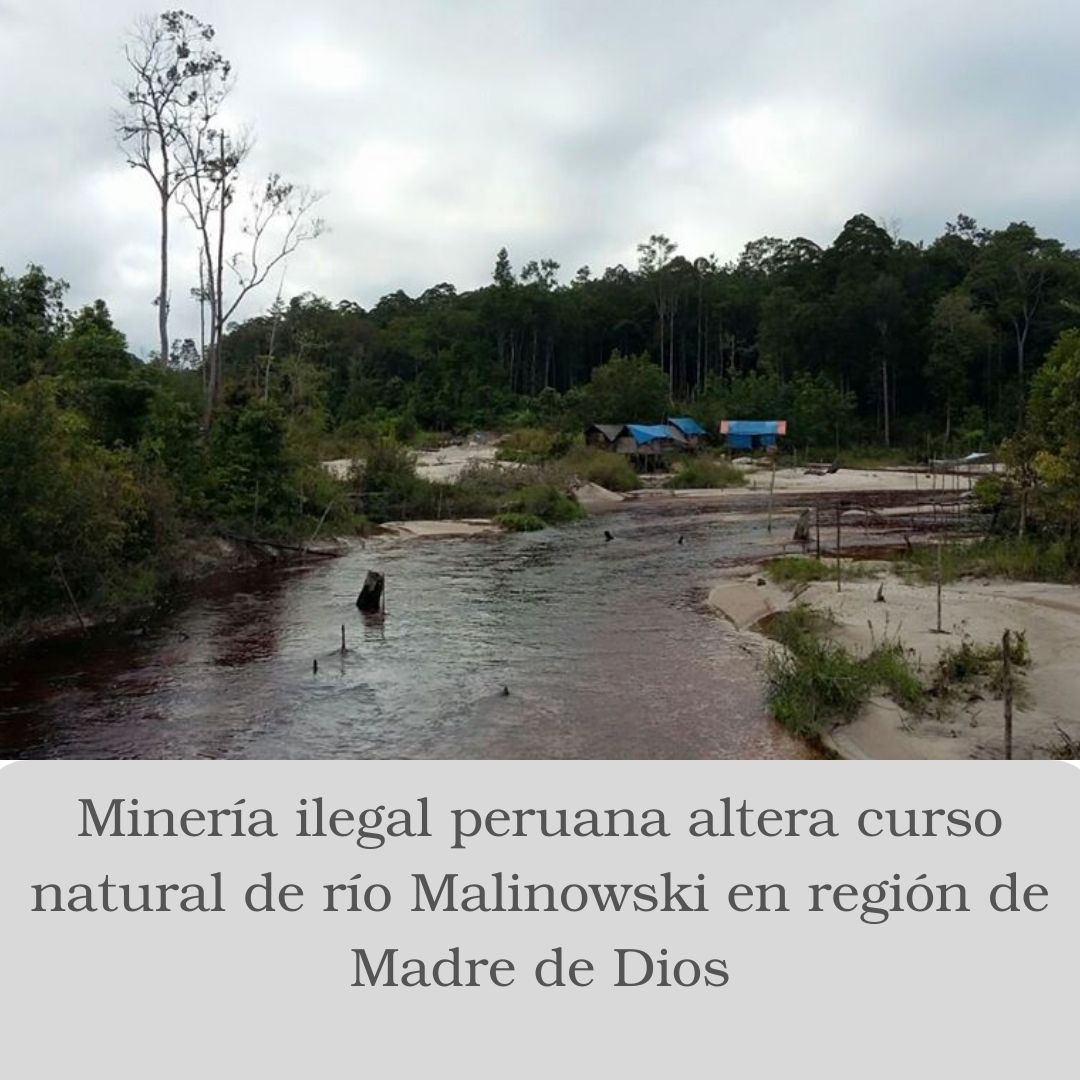 Minería ilegal peruana altera curso
natural de río Malinowski en región de
Madre de Dios